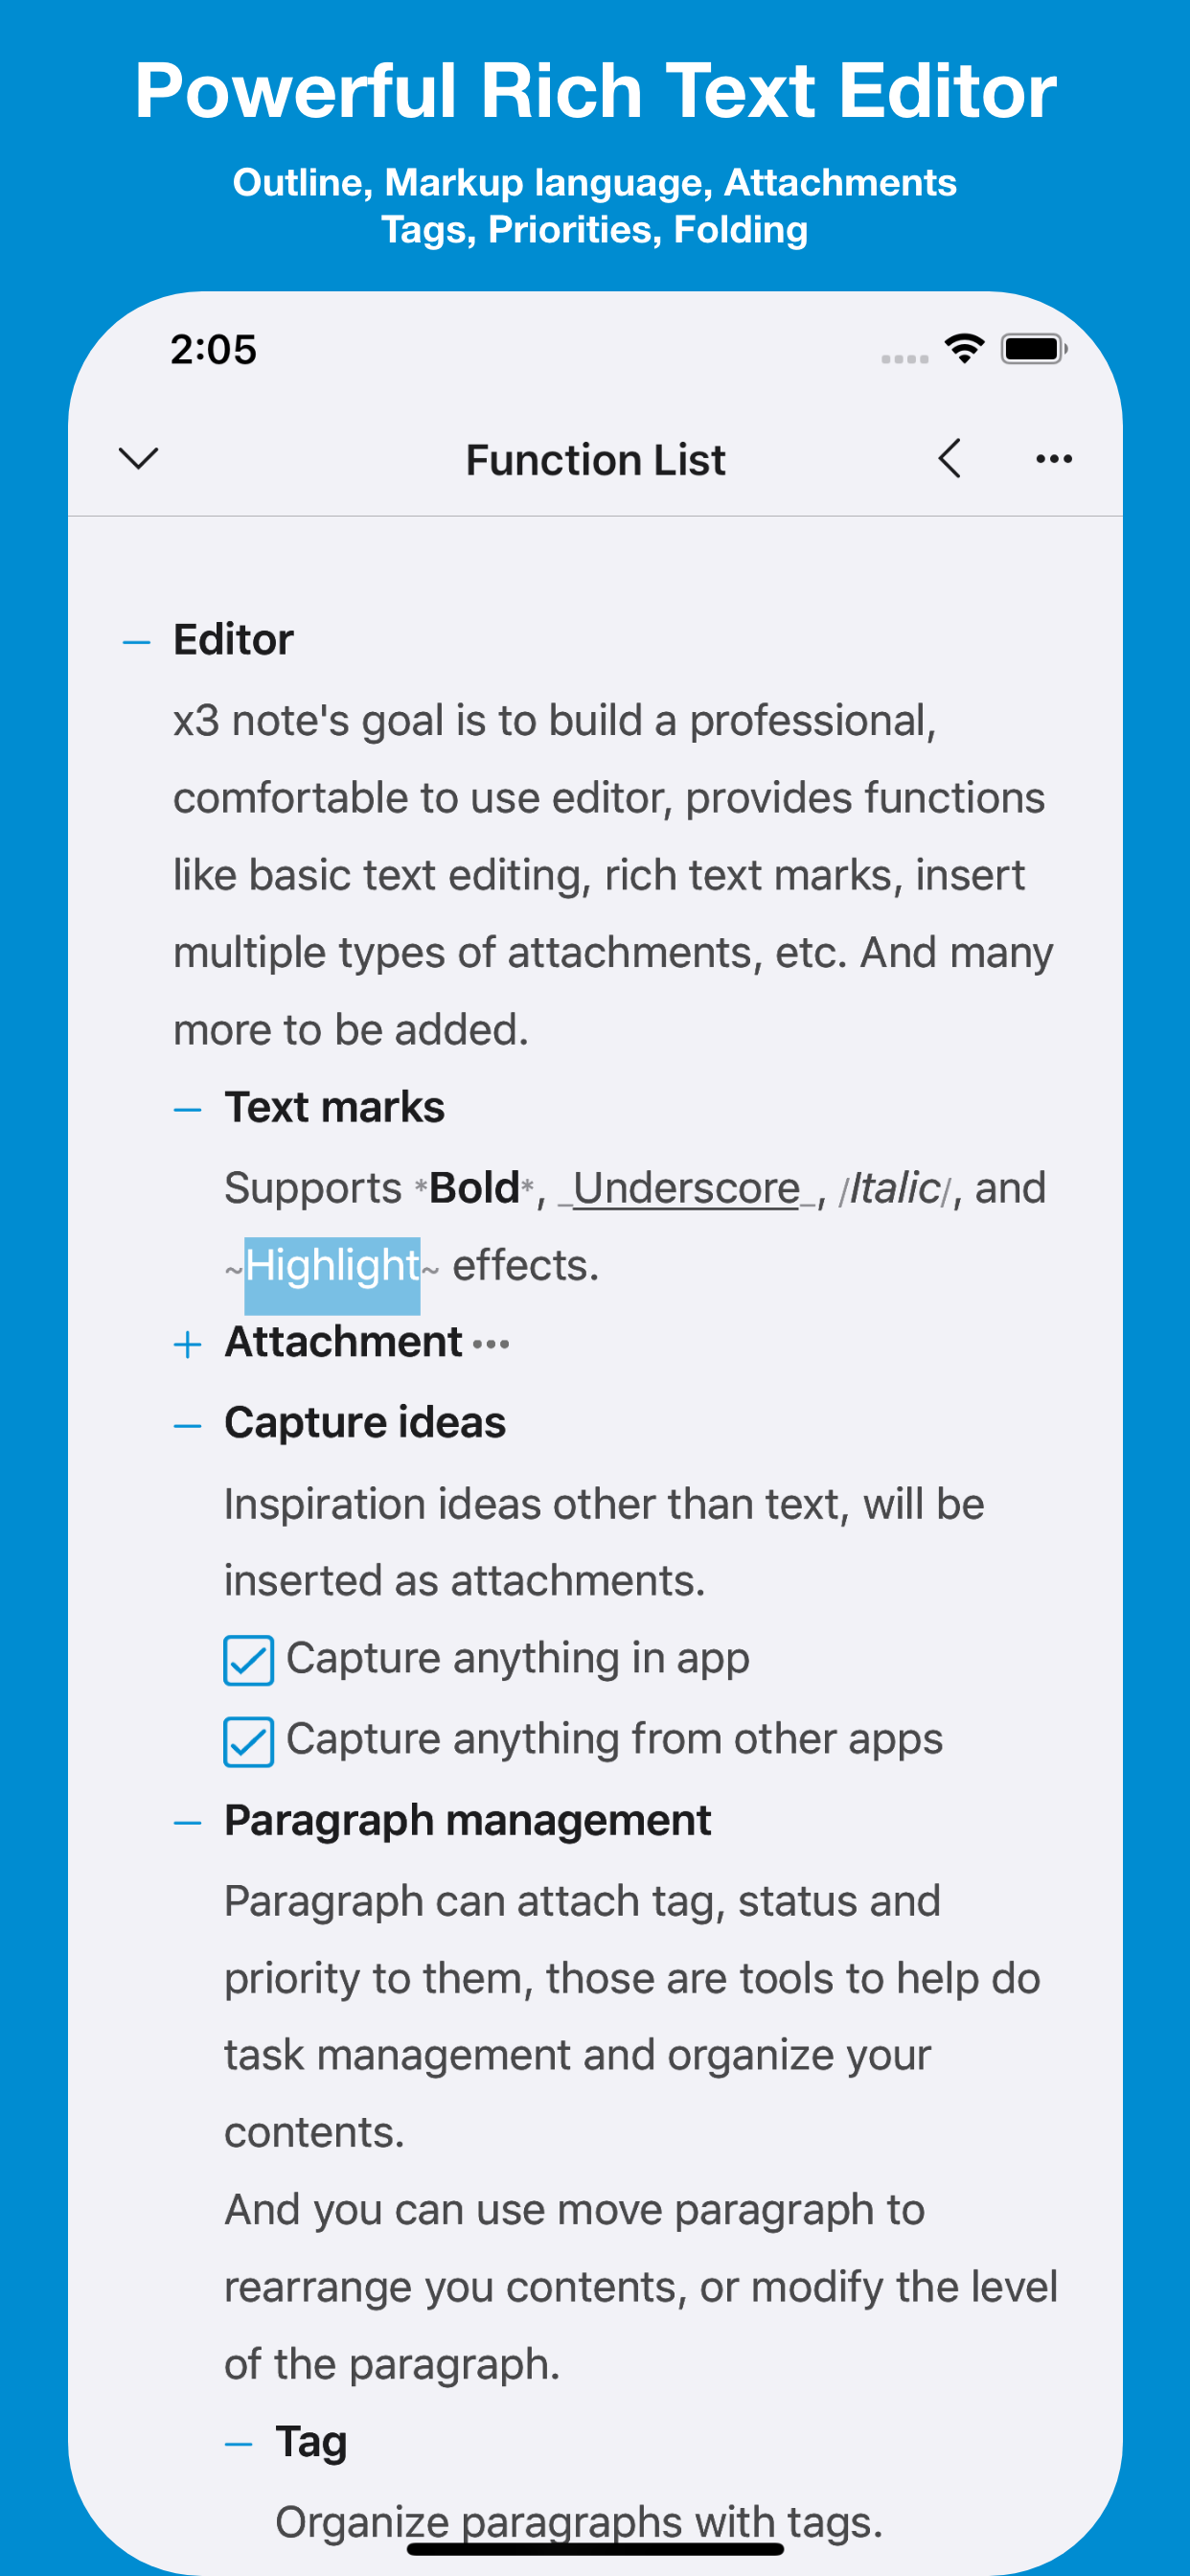 Powerful Rich Text Editor
Outline, Markup language, Attachments
Tags, Priorities, Folding
2:05
Function List
Editor
x3 note's goal is to build a professional,
comfortable to use editor, provides functions
like basic text editing, rich text marks, insert
multiple types of attachments, etc. And many
more to be added.
Text marks
Supports *Bold*, _Underscore_, /Italic/, and
~Highlight~ effects.
Attachment •••
Capture ideas
Inspiration ideas other than text, will be
inserted as attachments.
Capture anything in app
Capture anything from other apps
Paragraph management
Paragraph can attach tag, status and
priority to them, those are tools to help do
task management and organize your
contents.
And you can use move paragraph to
rearrange you contents, or modify the level
of the paragraph.
Tag
Organize paragraphs with tags.